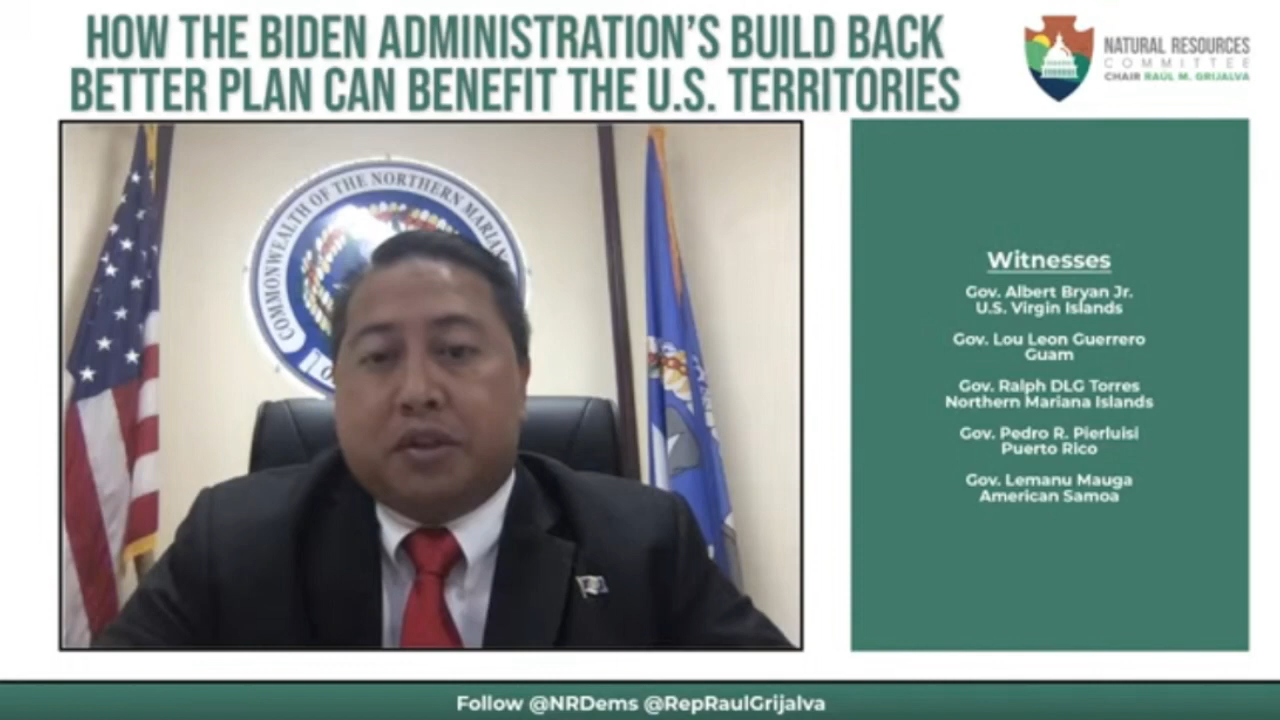 HOW THE BIDEN ADMINISTRATION'S BUILD BACK
BETTER PLAN CAN BENEFIT THE U.S. TERRITORIES
NATURAL RESOURCES
COMMITTEE
CHAIR RAÚL M. GRIJALVA
COMMONWEALTH OF THE NORTHERN
Witnesses
Gov. Albert Bryan Jr.
U.S. Virgin Islands
Gov. Lou Leon Guerrero
Guam
Gov. Ralph DLG Torres
Northern Mariana Islands
Gov. Pedro R. Pierluisi
Puerto Rico
Gov. Lemanu Mauga
American Samoa
Follow @NRDems @RepRaulGrijalva